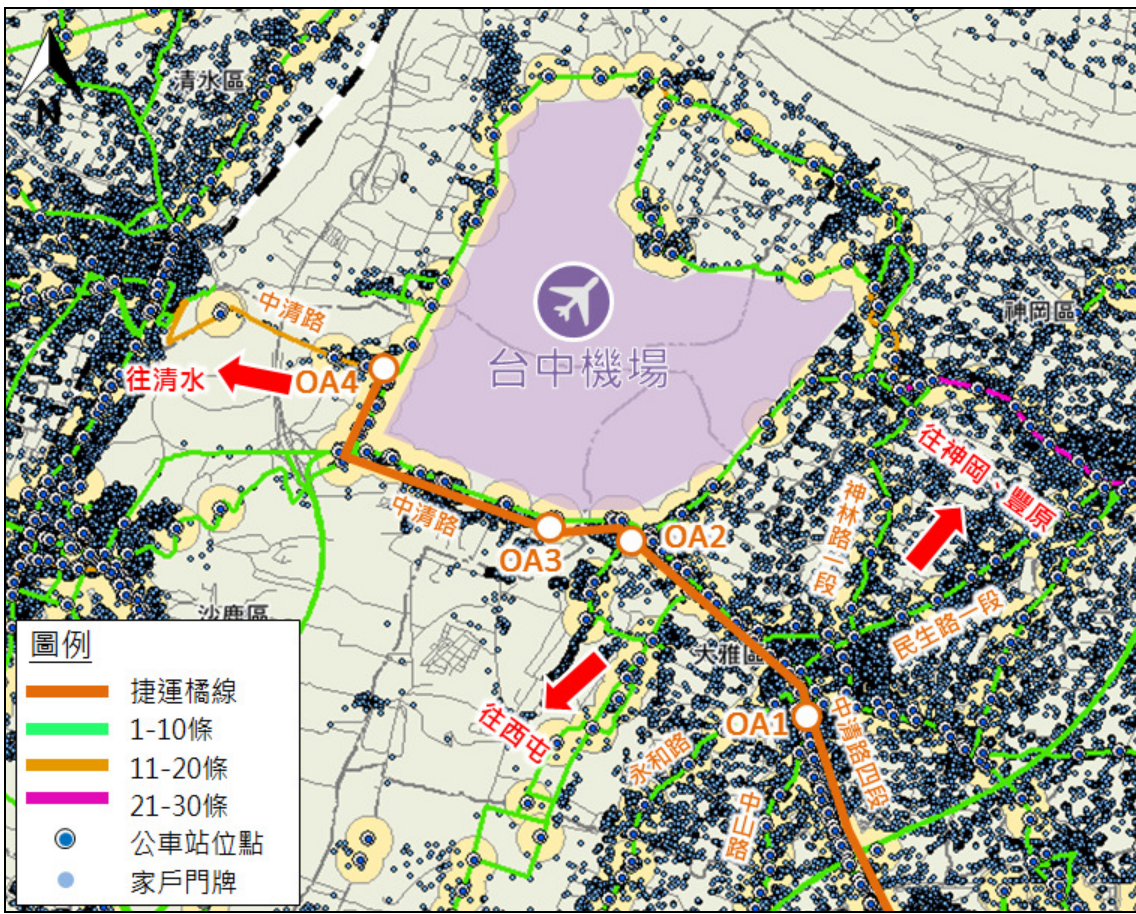 清水區
N
中清路
往清水
OA4
台中機場
神岡區
往神岡、豐原
神林路一段
中清路
OA3
OA2
民生路一段
沙鹿區
大雅區
往西屯
OA1
中清路四段
永和路
中山路
圖例
捷運橘線
1-10條
11-20條
21-30條
公車站位點
家戶門牌